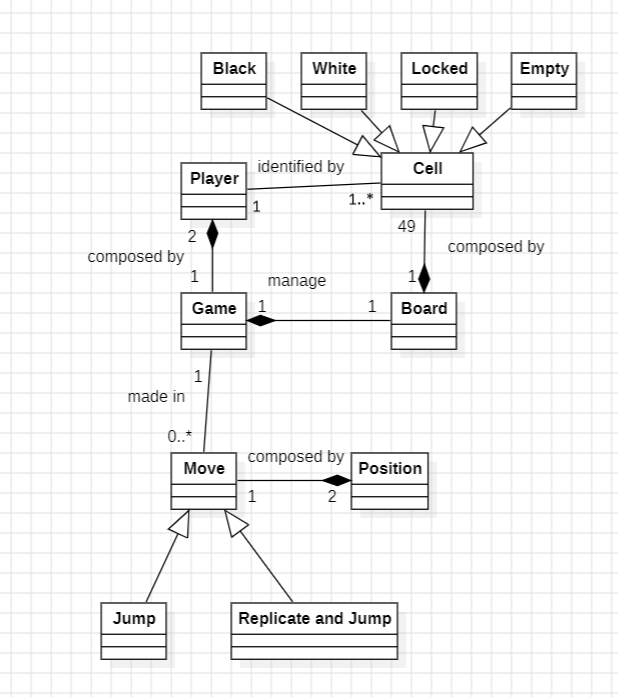 Black
White
Locked
Empty
identified by
Cell
Player
1
1..*
2
49
composed by
composed by
1
manage
1
Game
1
1
Board
1
made in
0..*
composed by
Move
Position
1
2
Jump
Replicate and Jump